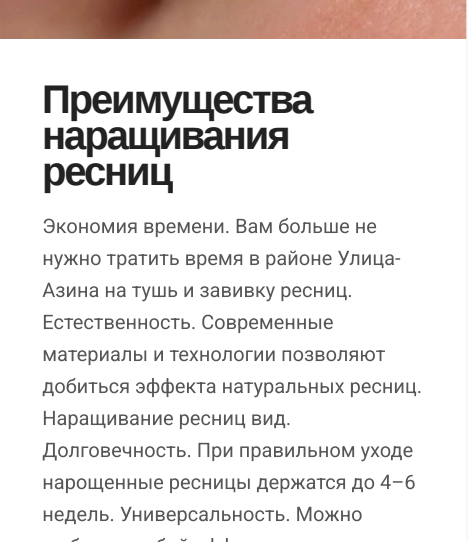 Преимущества
наращивания
ресниц
Экономия времени. Вам больше не
нужно тратить время в районе Улица-
Азина на тушь и завивку ресниц.
Естественность. Современные
материалы и технологии позволяют
добиться эффекта натуральных ресниц.
Наращивание ресниц вид.
Долговечность. При правильном уходе
нарощенные ресницы держатся до 4–6
недель. Универсальность. Можно